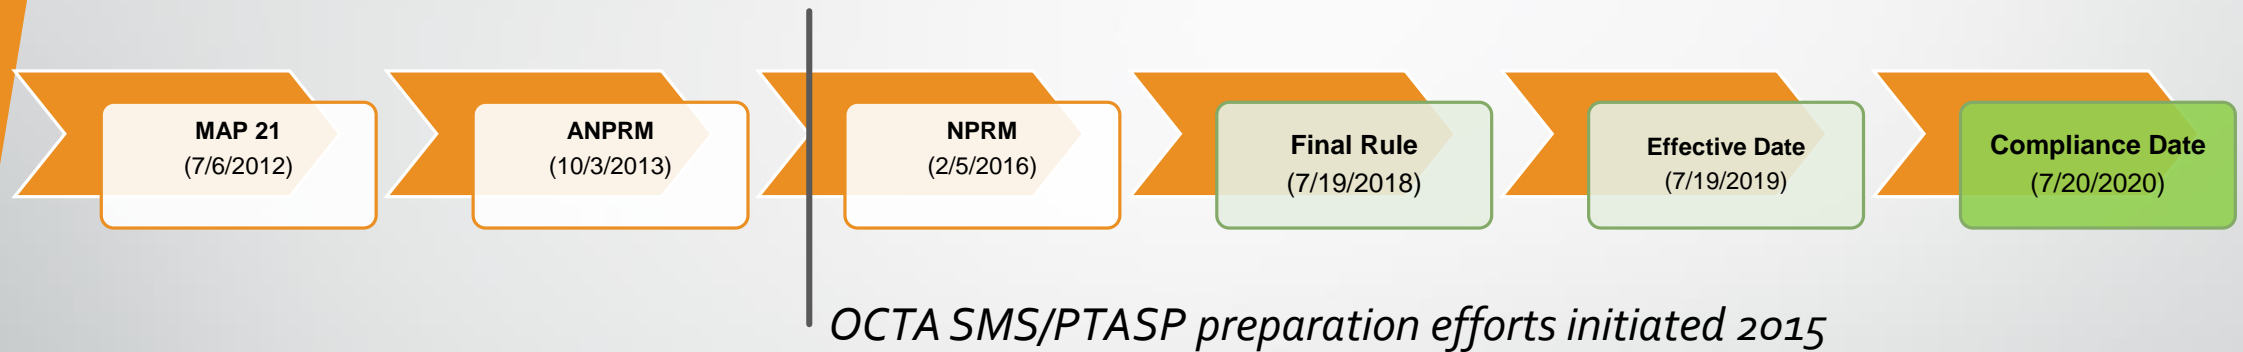 MAP 21
(7/6/2012)
ANPRM
(10/3/2013)
NPRM
(2/5/2016)
Final Rule
(7/19/2018)
Effective Date
(7/19/2019)
Compliance Date
(7/20/2020)
OCTA SMS/PTASP preparation efforts initiated 2015